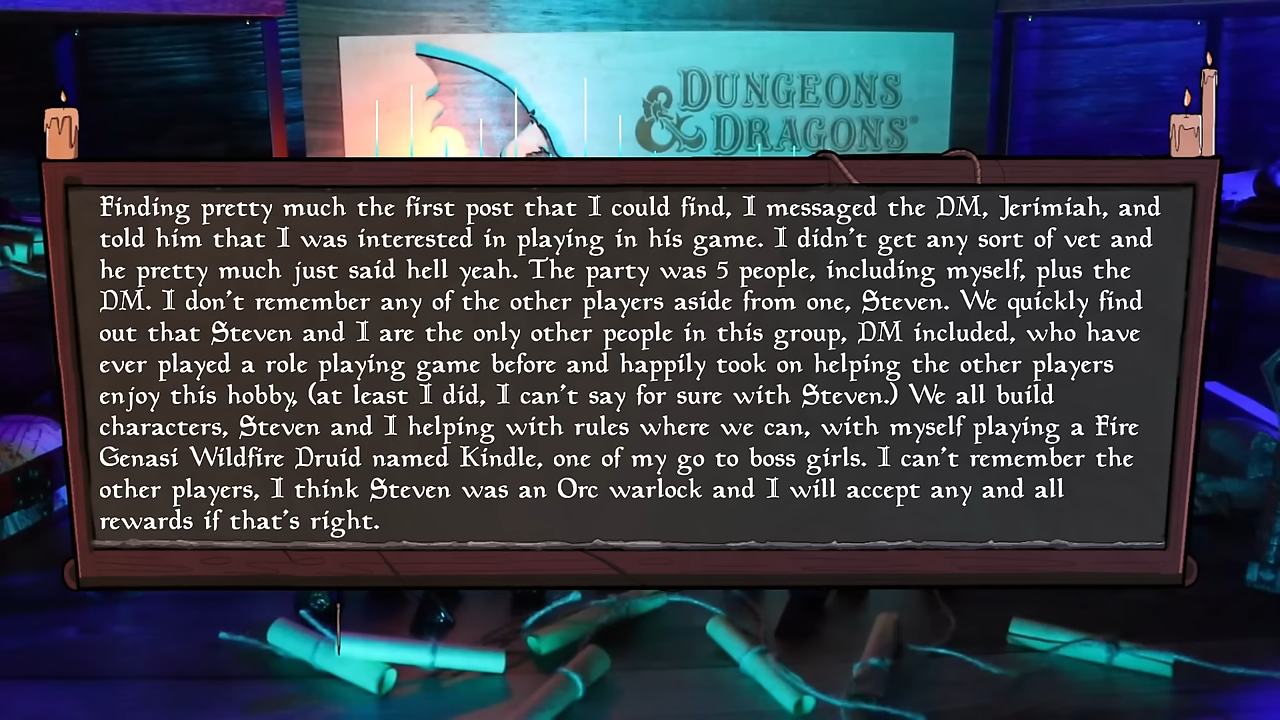 DUNGEONS
& DRAGONS®
Finding pretty much the first post that I could find, I messaged the DM, Jerimiah, and
told him that I was interested in playing in his game. I didn't get any sort of vet and
he pretty much just said hell yeah. The party was 5 people, including myself, plus the
DM. I don't remember any of the other players aside from one, Steven. We quickly find
out that Steven and I are the only other people in this group, DM included, who have
ever played a role playing game before and happily took on helping the other players
enjoy this hobby, (at least I did, I can't say for sure with Steven.) We all build
characters, Steven and I helping with rules where we can, with myself playing a Fire
Genasi Wildfire Druid named Kindle, one of my go to boss girls. I can't remember the
other players, I think Steven was an Orc warlock and I will accept any and all
rewards if that's right.